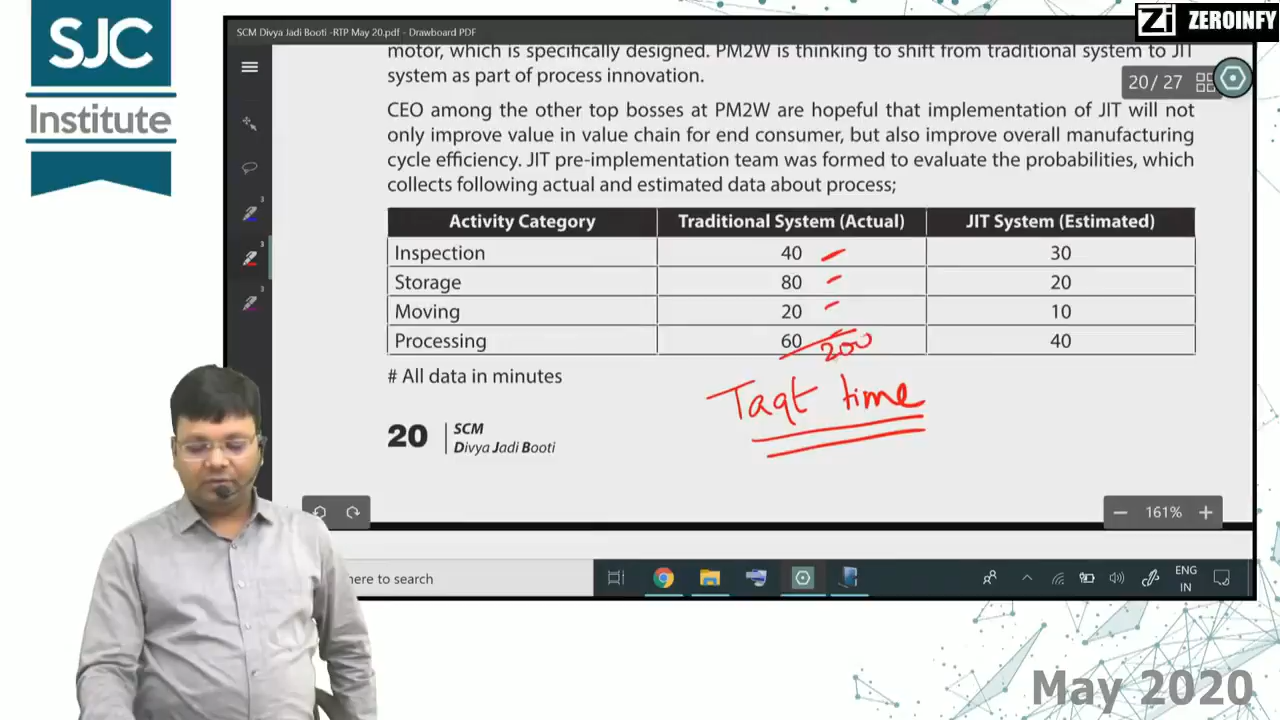 SJC
Institute
ZEROINFY
SCM Divya Jadi Booti -RTP May 20.pdf - Drawboard PDF
20 / 27
motor, which is specifically designed. PM2W is thinking to shift from traditional system to JIT
system as part of process innovation.
CEO among the other top bosses at PM2W are hopeful that implementation of JIT will not
only improve value in value chain for end consumer, but also improve overall manufacturing
cycle efficiency. JIT pre-implementation team was formed to evaluate the probabilities, which
collects following actual and estimated data about process;
Activity Category Traditional System (Actual) JIT System (Estimated)
Inspection 40 30
Storage 80 20
Moving 20 10
Processing 60 40
200
# All data in minutes
Taqt time
20 SCM
Divya Jadi Booti
161%
here to search
ENG
IN
May 2020